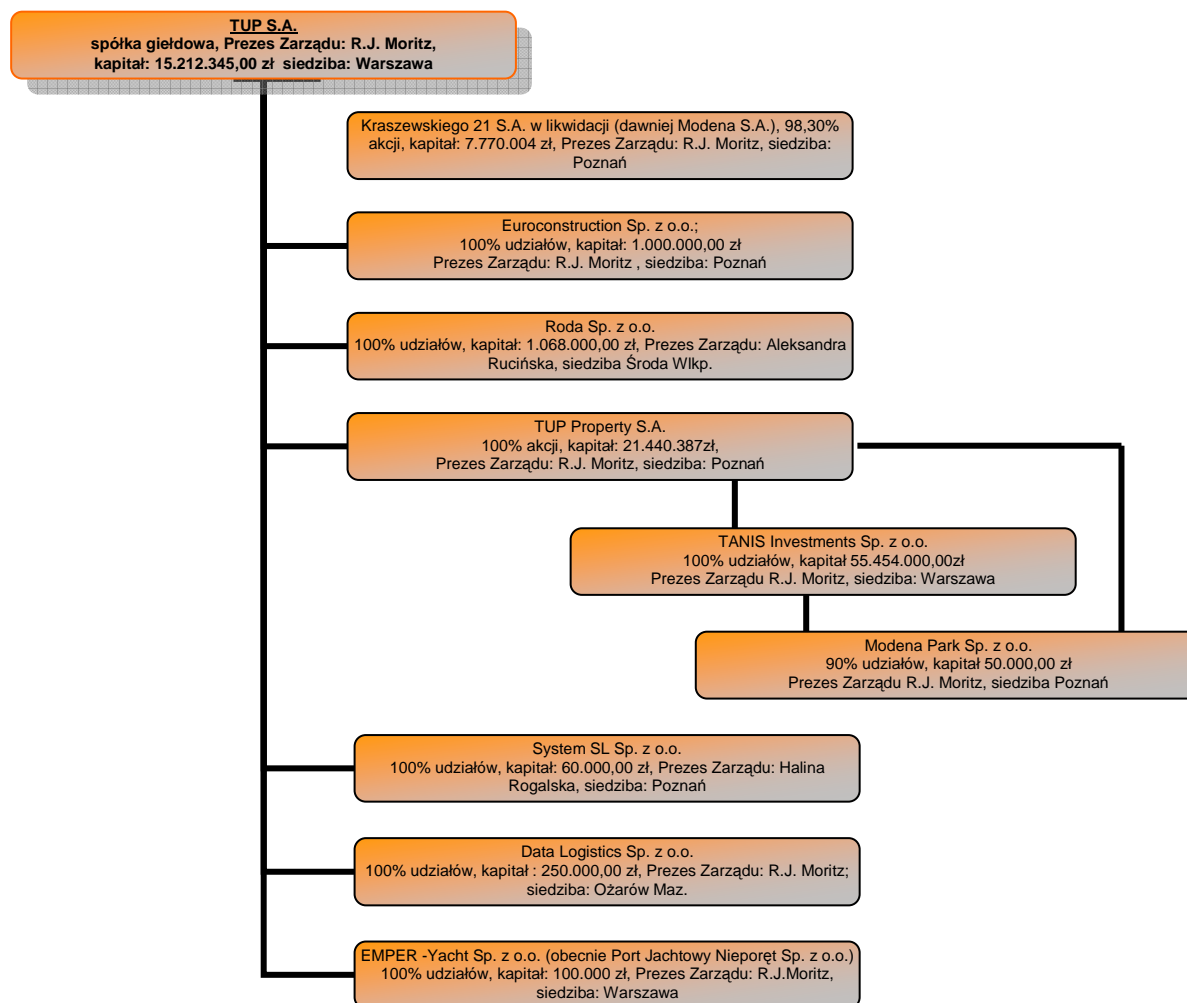 TUP S.A.
spółka giełdowa, Prezes Zarządu: R.J. Moritz,
kapitał: 15.212.345,00 zł siedziba: Warszawa
Kraszewskiego 21 S.A. w likwidacji (dawniej Modena S.A.), 98,30%
akcji, kapitał: 7.770.004 zł, Prezes Zarządu: R.J. Moritz, siedziba:
Poznań
Euroconstruction Sp. z o.o.;
100% udziałów, kapitał: 1.000.000,00 zł
Prezes Zarządu: R.J. Moritz , siedziba: Poznań
Roda Sp. z o.o.
100% udziałów, kapitał: 1.068.000,00 zł, Prezes Zarządu: Aleksandra
Rucińska, siedziba Środa Wlkp.
TUP Property S.A.
100% akcji, kapitał: 21.440.387zł,
Prezes Zarządu: R.J. Moritz, siedziba: Poznań
TANIS Investments Sp. z o.o.
100% udziałów, kapitał 55.454.000,00zł
Prezes Zarządu R.J. Moritz, siedziba: Warszawa
Modena Park Sp. z o.o.
90% udziałów, kapitał 50.000,00 zł
Prezes Zarządu R.J. Moritz, siedziba Poznań
System SL Sp. z o.o.
100% udziałów, kapitał: 60.000,00 zł, Prezes Zarządu: Halina
Rogalska, siedziba: Poznań
Data Logistics Sp. z o.o.
100% udziałów, kapitał : 250.000,00 zł, Prezes Zarządu: R.J. Moritz;
siedziba: Ożarów Maz.
EMPER -Yacht Sp. z o.o. (obecnie Port Jachtowy Nieporęt Sp. z o.o.)
100% udziałów, kapitał: 100.000 zł, Prezes Zarządu: R.J.Moritz,
siedziba: Warszawa